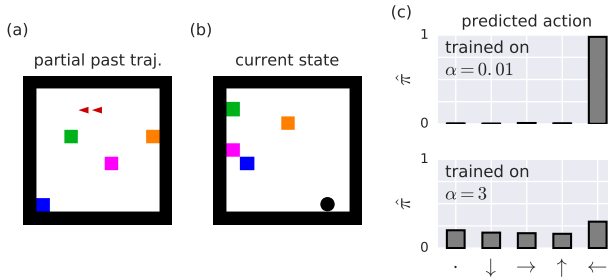 (a)
partial past traj.
(b)
current state
(c)
predicted action
1
trained on
α = 0.01
π̂
0
1
trained on
α = 3
π̂
0
· ↓ → ↑ ←